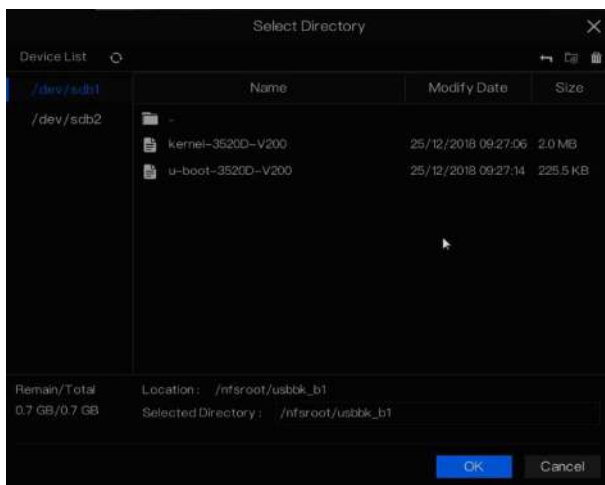 Select Directory
Device List
/dev/sdb1
/dev/sdb2
Name Modify Date Size
kernel-3520D-V200 25/12/2018 09:27:06 2.0 MB
u-boot-3520D-V200 25/12/2018 09:27:14 225.5 KB
Remain/Total
0.7 GB/0.7 GB
Location : /nfsroot/usbbk_b1
Selected Directory : /nfsroot/usbbk_b1
OK Cancel